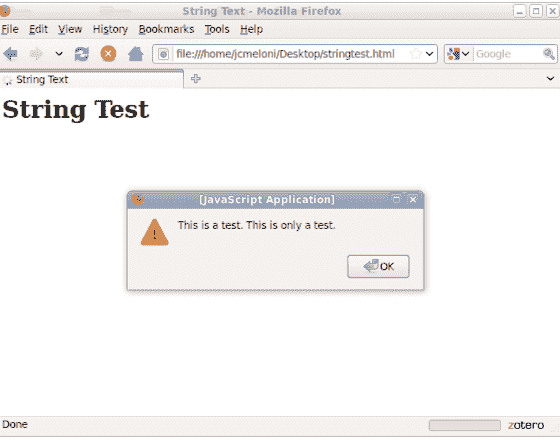 String Text - Mozilla Firefox
File Edit View History Bookmarks Tools Help
file:///home/jcmeloni/Desktop/stringtest.html Google
String Text
String Test
[JavaScript Application]
This is a test. This is only a test.
OK
Done zotero